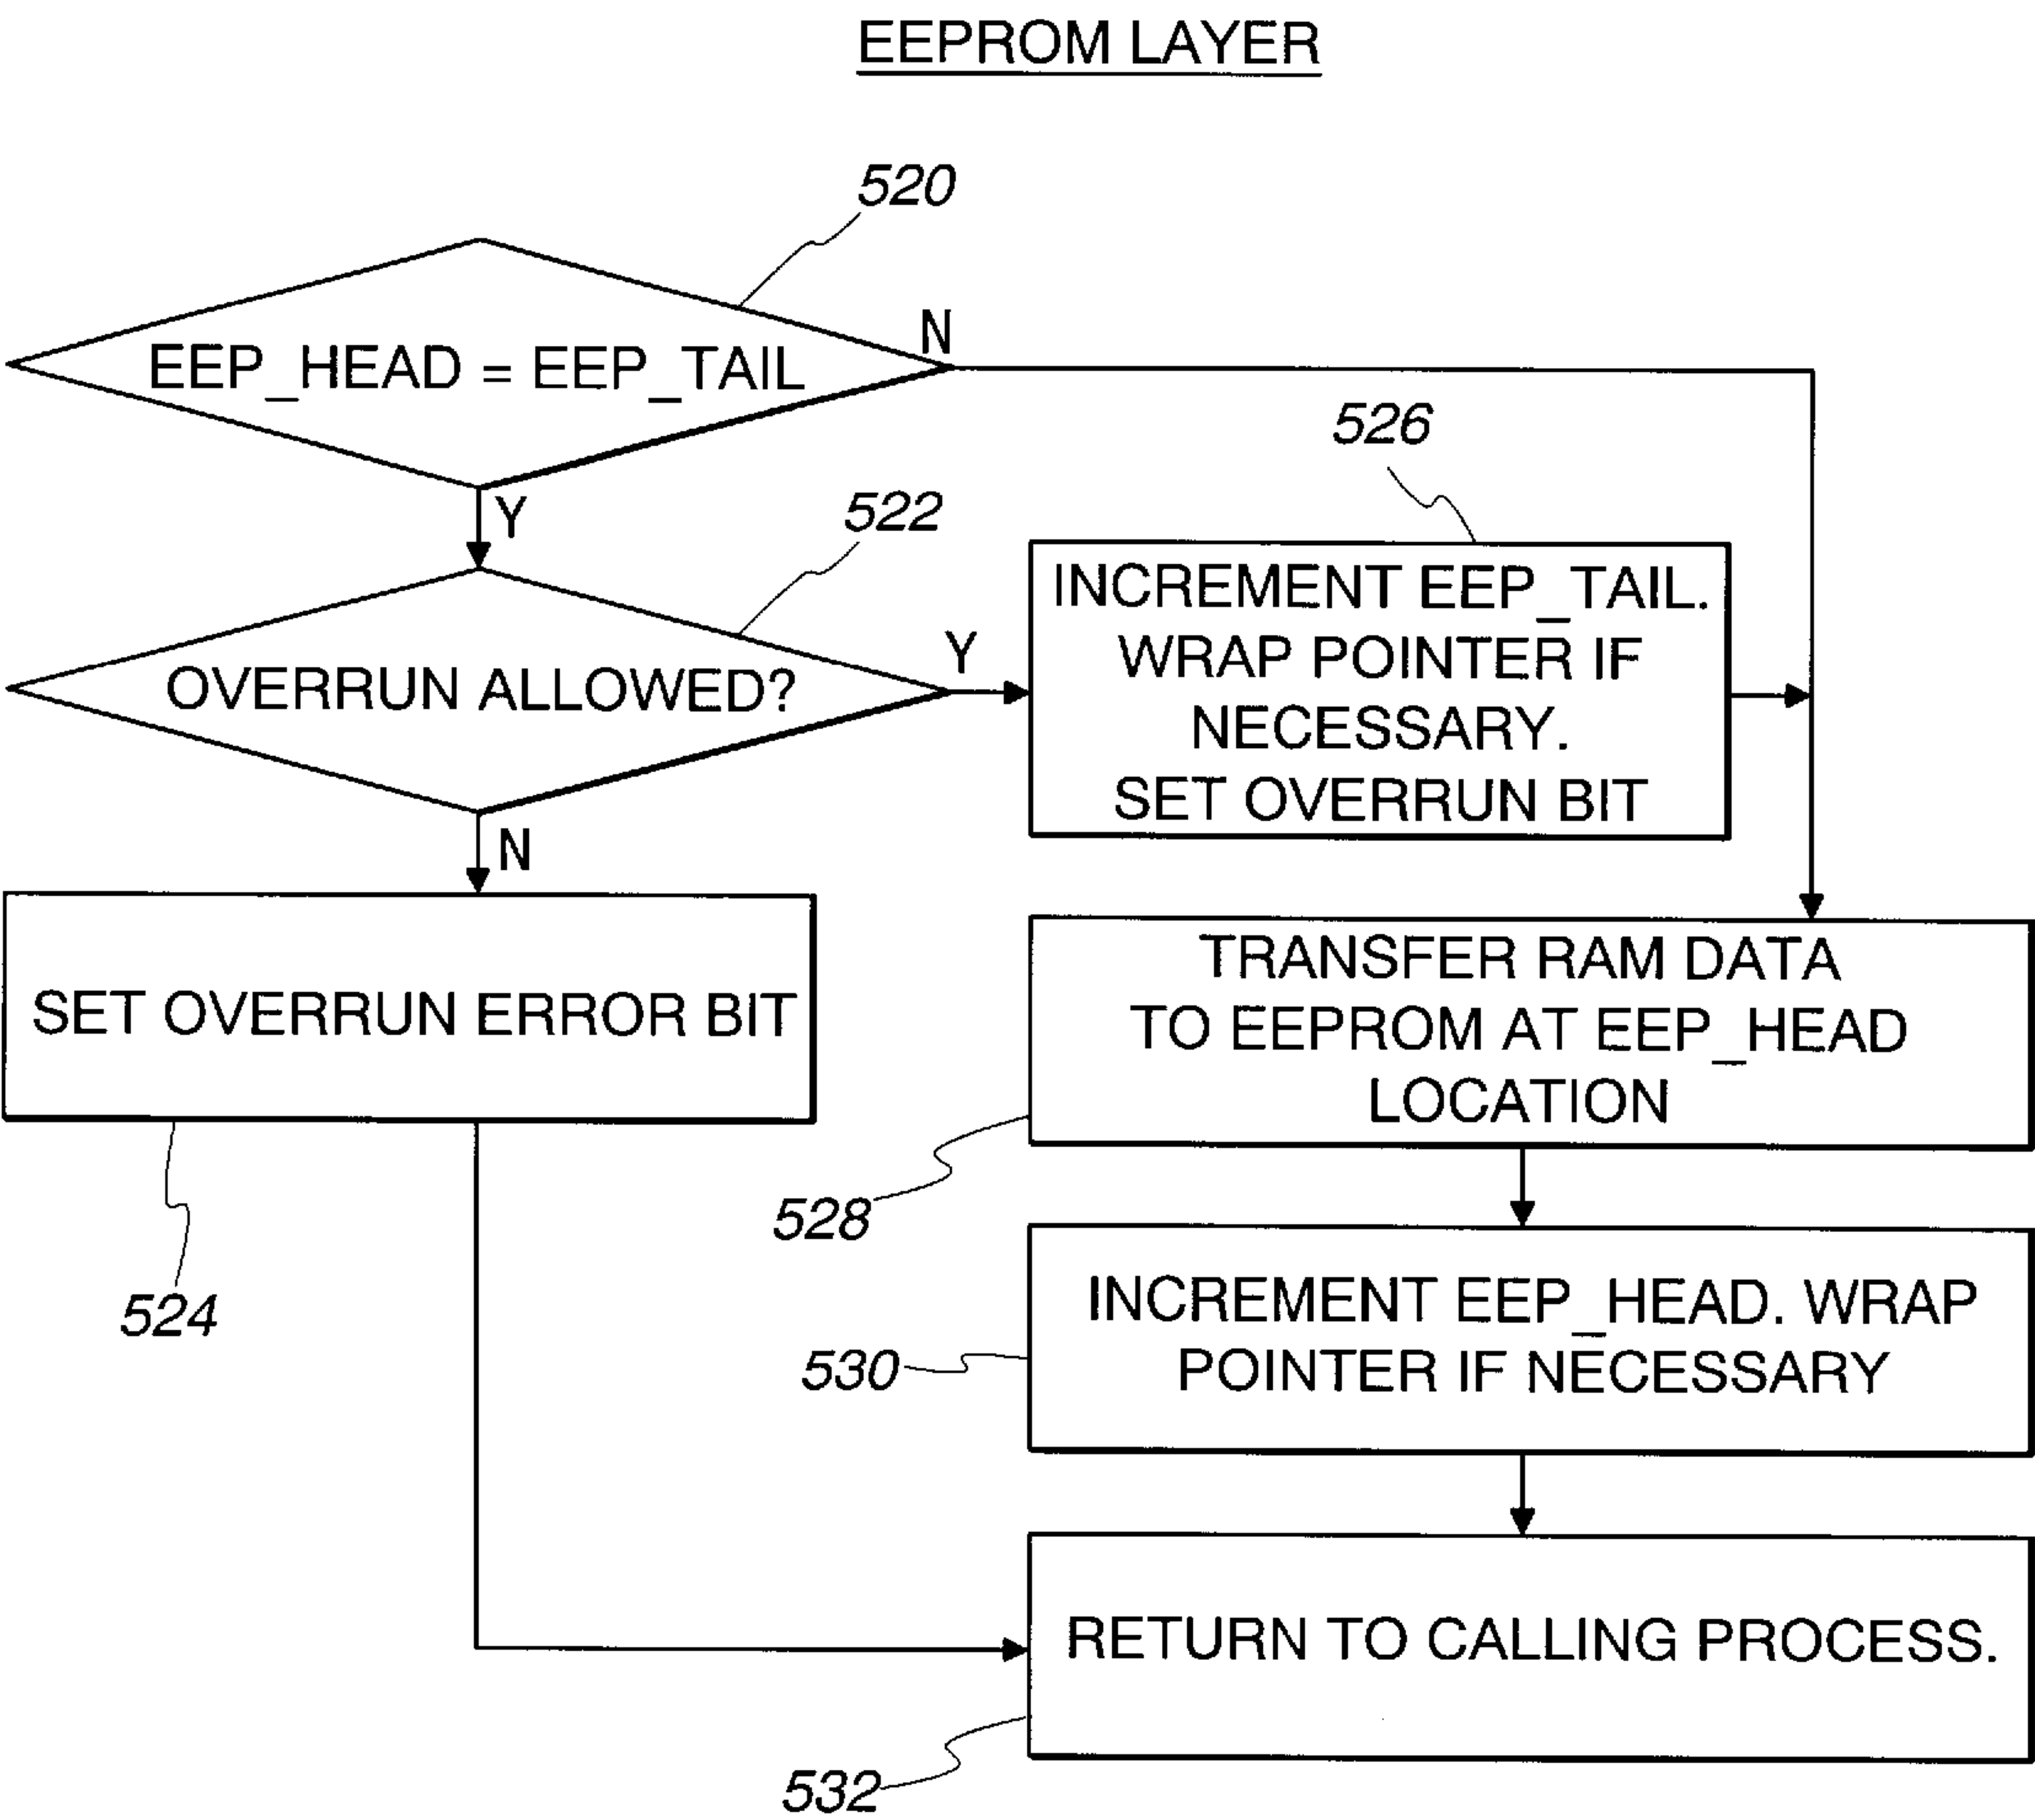 EEPROM LAYER
520
EEP_HEAD = EEP_TAIL
N
Y
526
522
OVERRUN ALLOWED?
Y
N
INCREMENT EEP_TAIL.
WRAP POINTER IF
NECESSARY.
SET OVERRUN BIT
SET OVERRUN ERROR BIT
524
TRANSFER RAM DATA
TO EEPROM AT EEP_HEAD
LOCATION
528
INCREMENT EEP_HEAD. WRAP
POINTER IF NECESSARY
530
RETURN TO CALLING PROCESS.
532